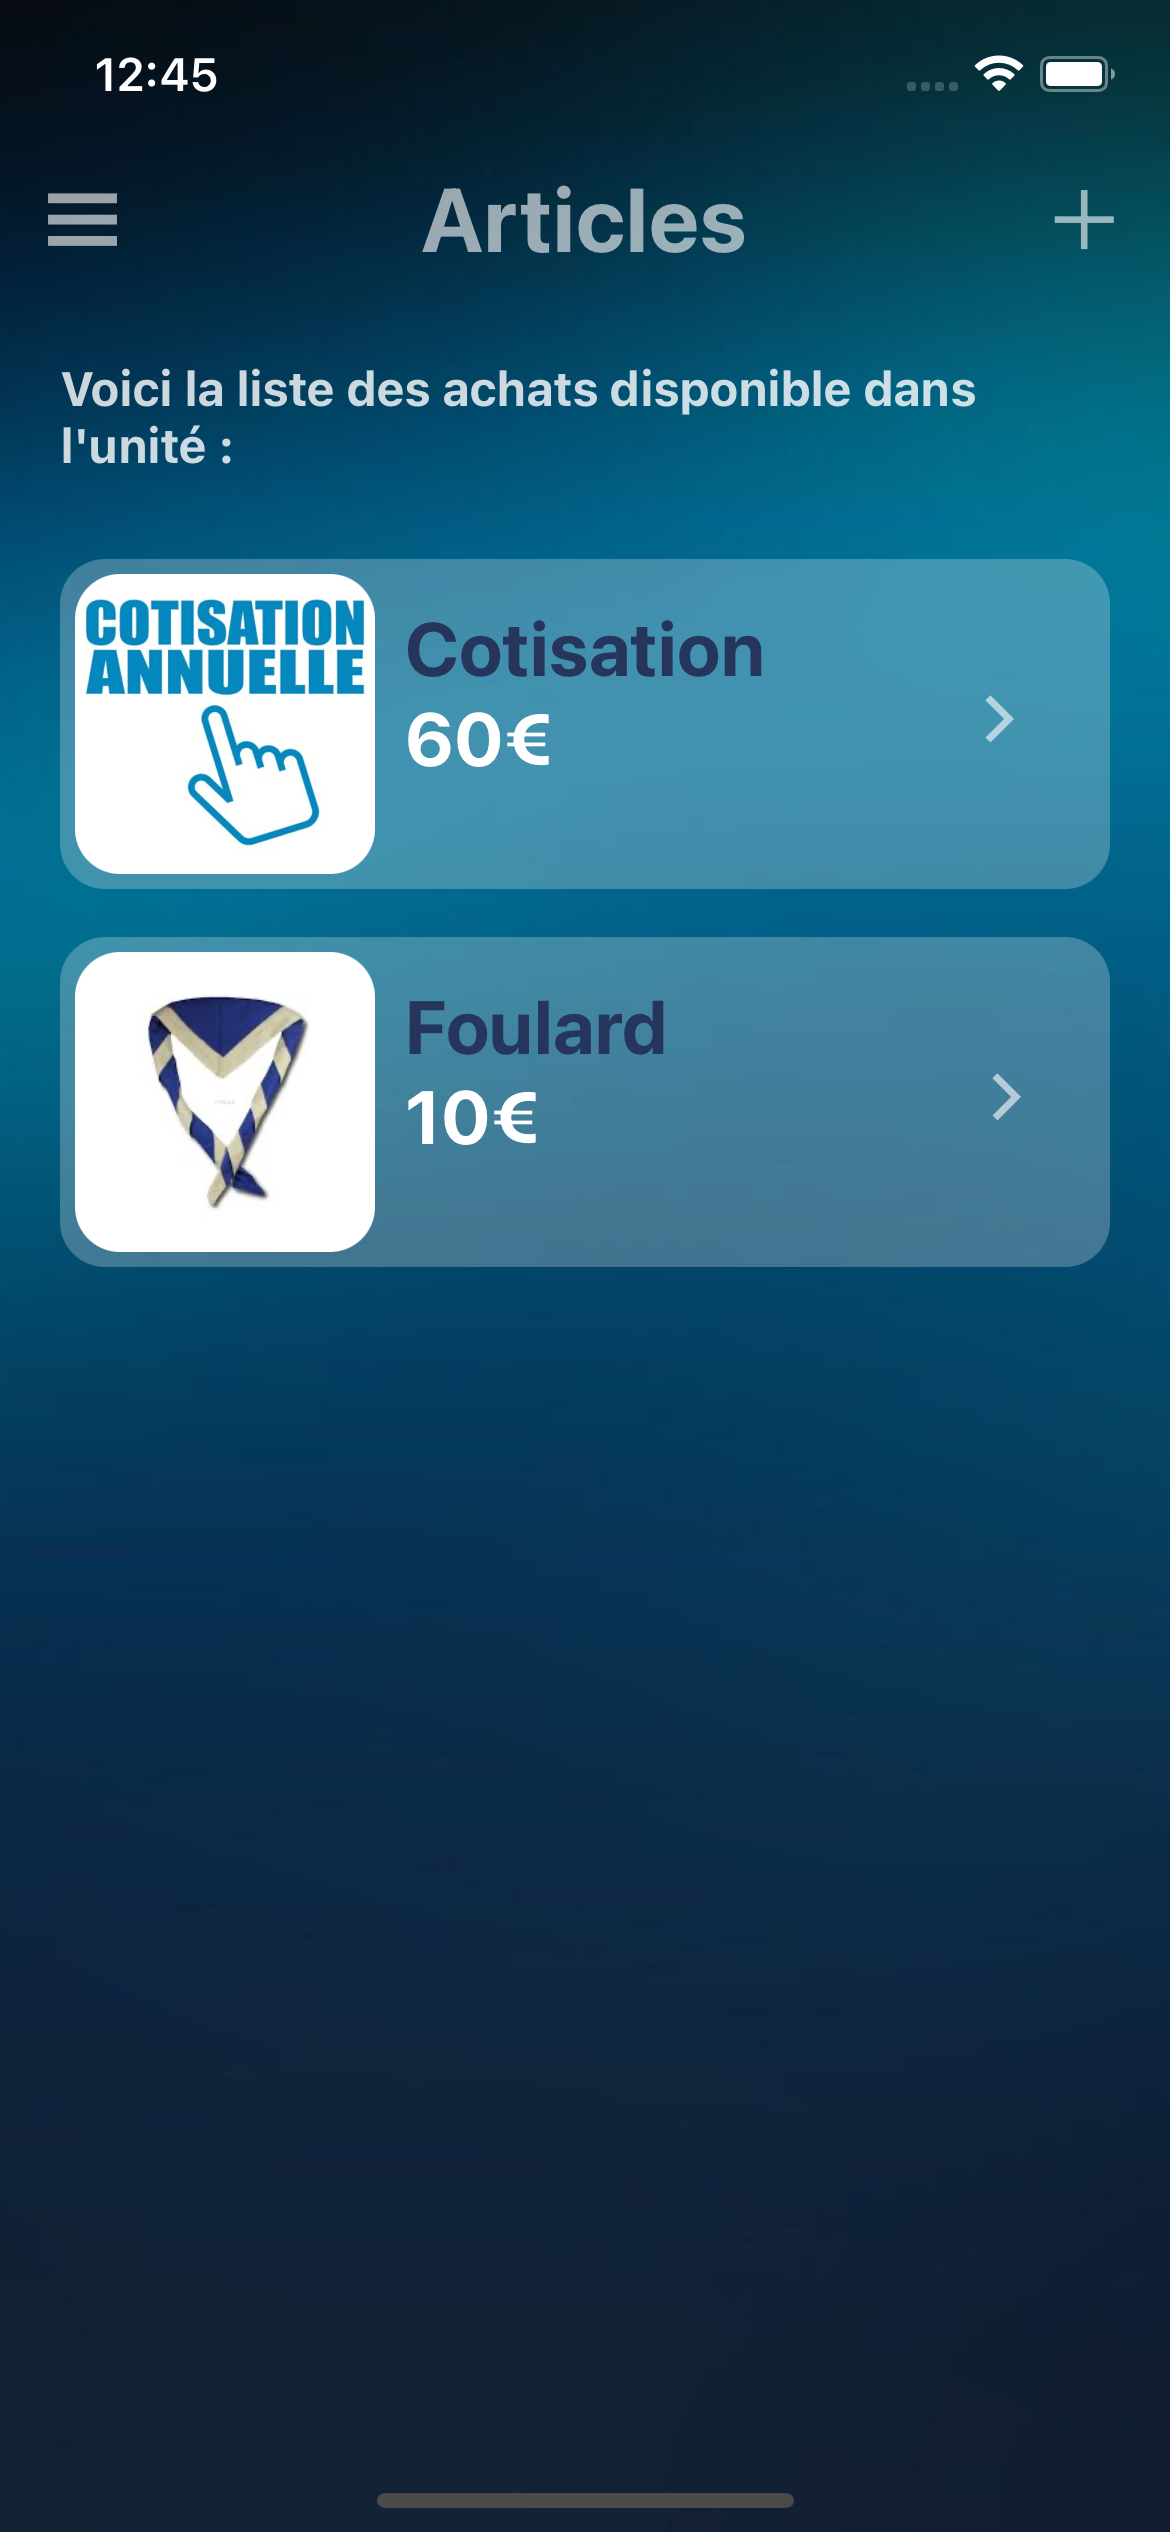 12:45
Articles
Voici la liste des achats disponible dans
l'unité :
COTISATION
ANNUELLE
Cotisation
60€
Foulard
10€